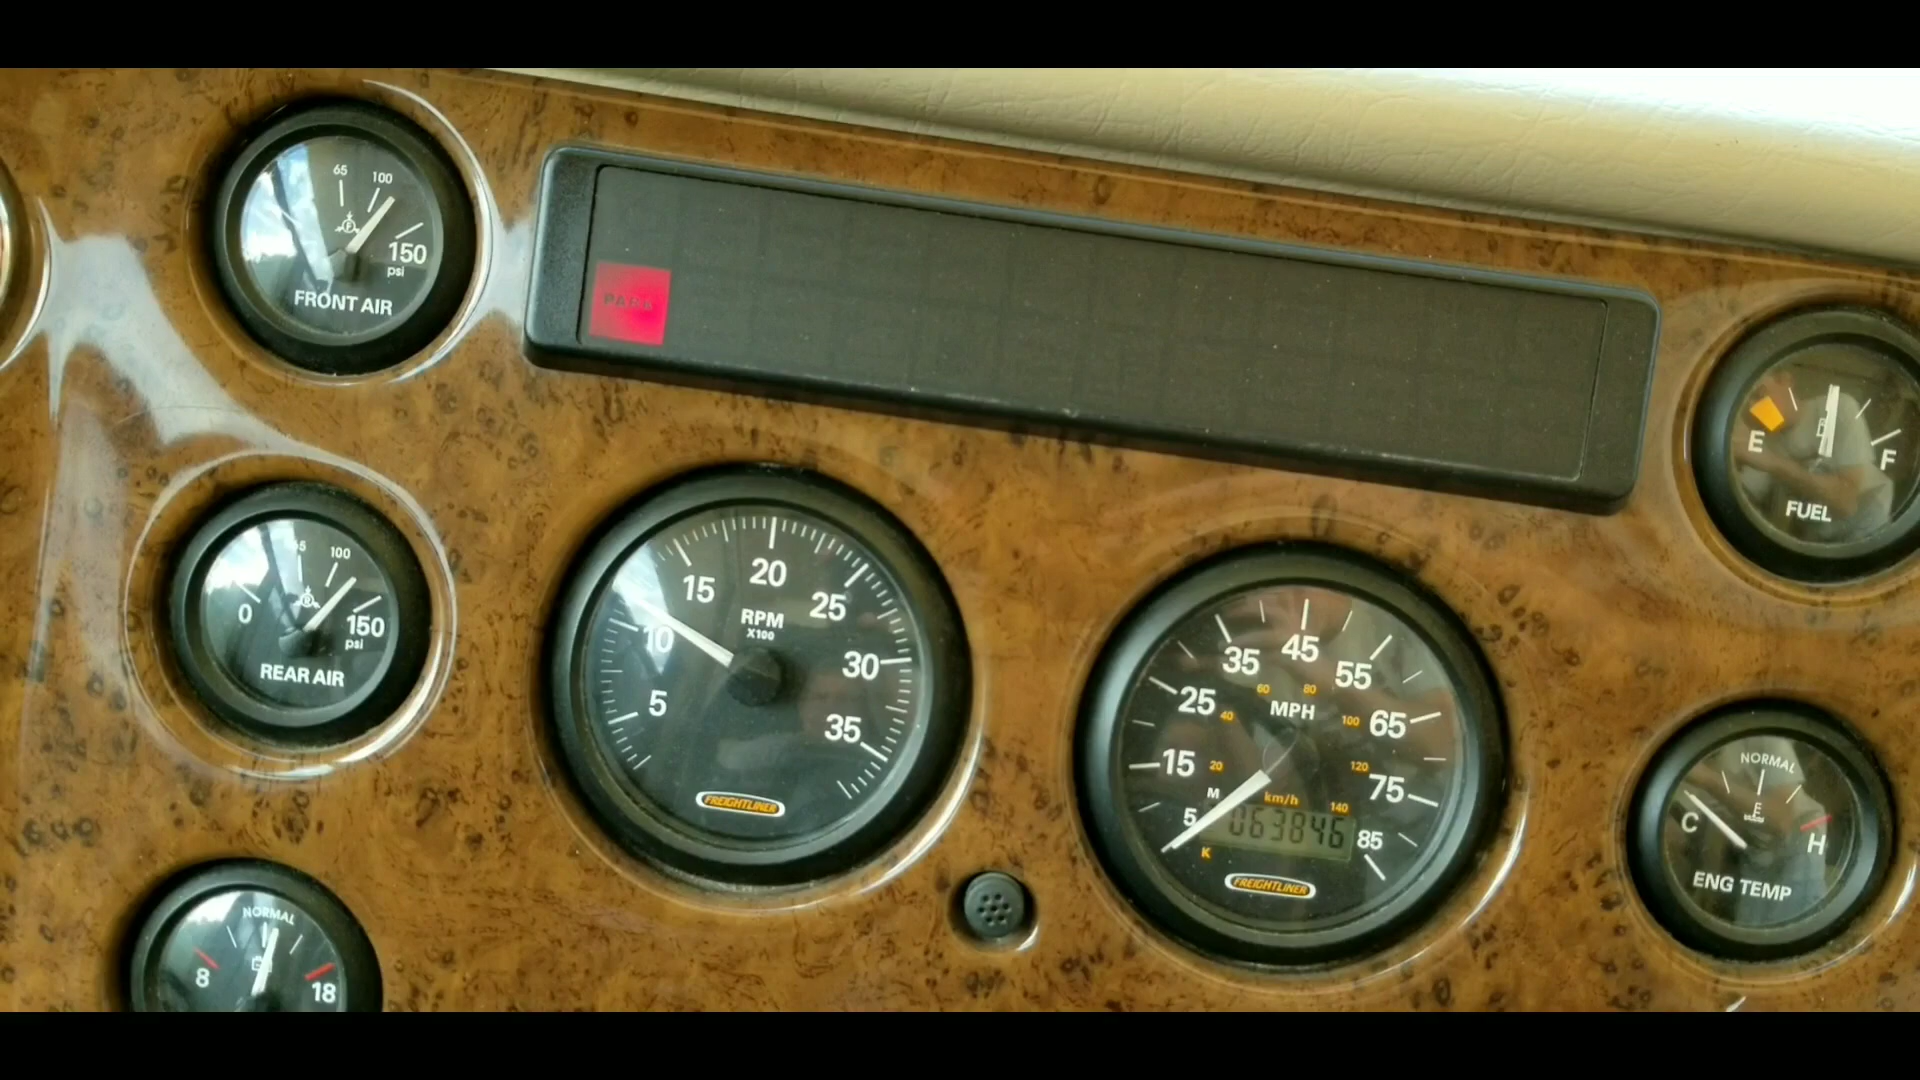 65
100
150
psi
FRONT AIR
PARK
E
F
FUEL
65
100
0
150
psi
REAR AIR
5
10
15
20
25
30
35
RPM
X100
FREIGHTLINER
5
15
25
35
45
55
65
75
85
MPH
20
40
60
80
100
120
140
km/h
M
K
063846
FREIGHTLINER
NORMAL
C
E
H
ENG TEMP
NORMAL
8
18